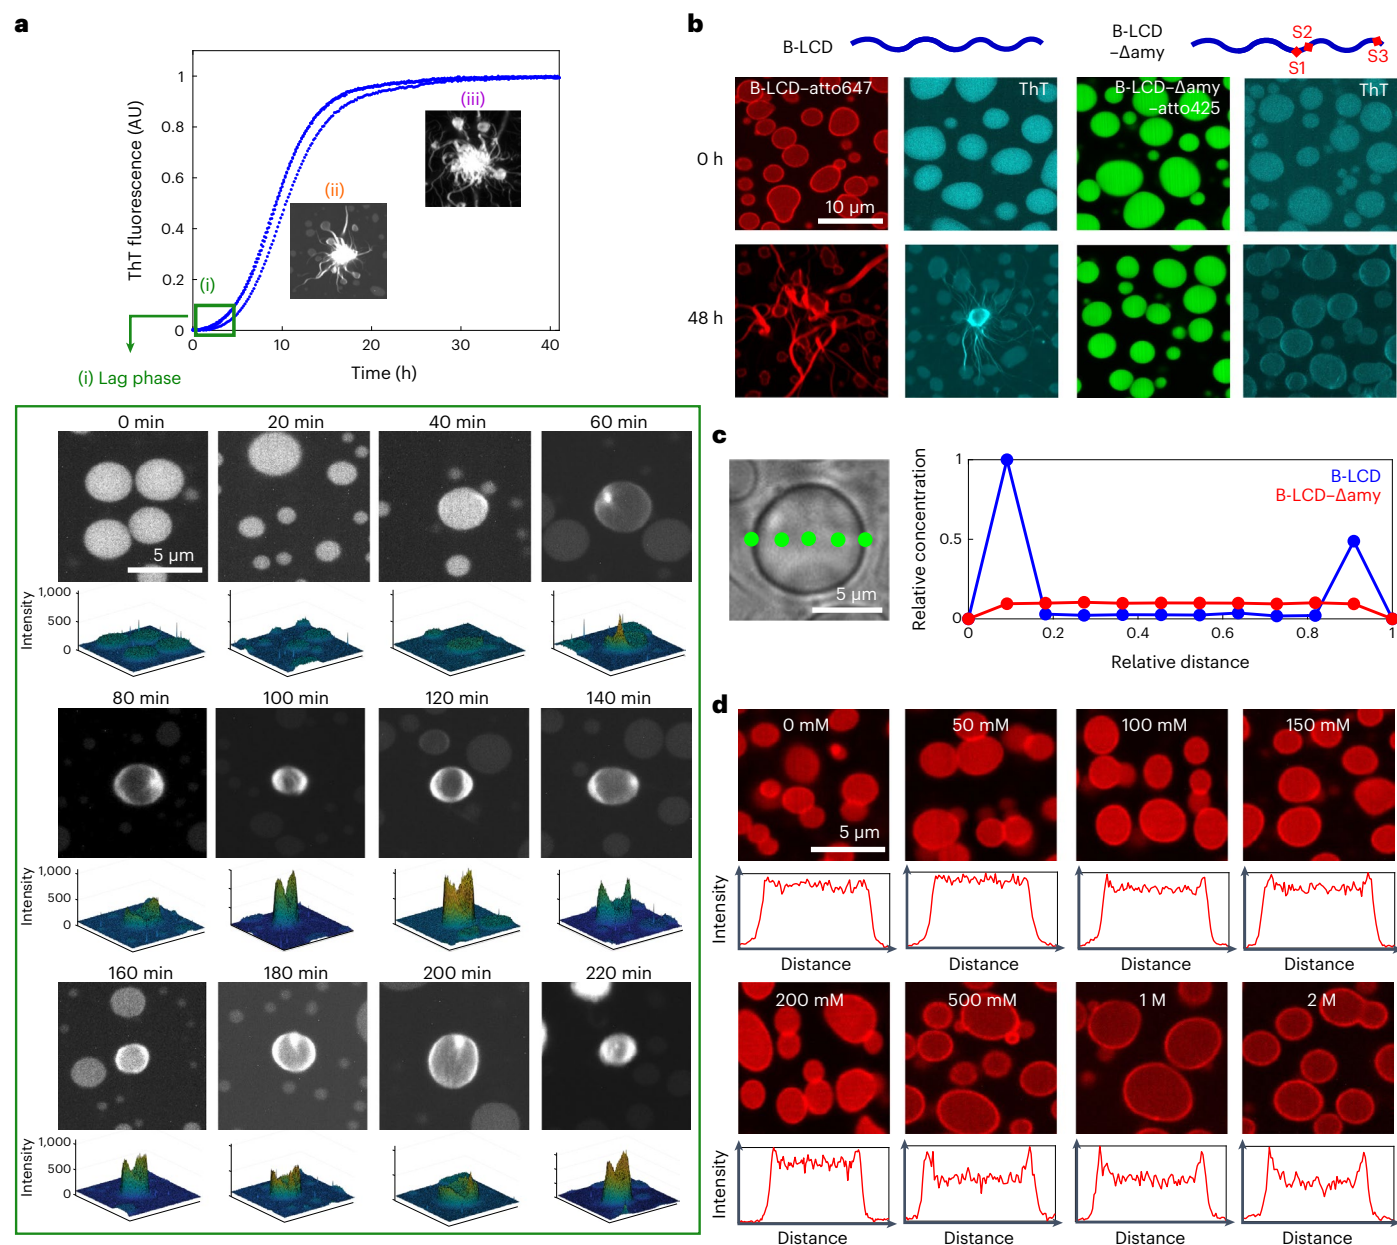 a
ThT fluorescence (AU)
1
0.8
0.6
0.4
0.2
0
(i)
(ii)
(iii)
0
10
20
30
40
Time (h)
(i) Lag phase
0 min
20 min
40 min
60 min
5 µm
Intensity
1,000
500
0
80 min
100 min
120 min
140 min
Intensity
1,000
500
0
160 min
180 min
200 min
220 min
Intensity
1,000
500
0
b
B-LCD
B-LCD
–Δamy
S2
S1
S3
B-LCD–atto647
ThT
B-LCD–Δamy
–atto425
ThT
0 h
10 µm
48 h
c
5 µm
Relative concentration
1
0.5
0
B-LCD
B-LCD–Δamy
0
0.2
0.4
0.6
0.8
1
Relative distance
d
0 mM
50 mM
100 mM
150 mM
5 µm
Intensity
Distance
Distance
Distance
Distance
200 mM
500 mM
1 M
2 M
Intensity
Distance
Distance
Distance
Distance